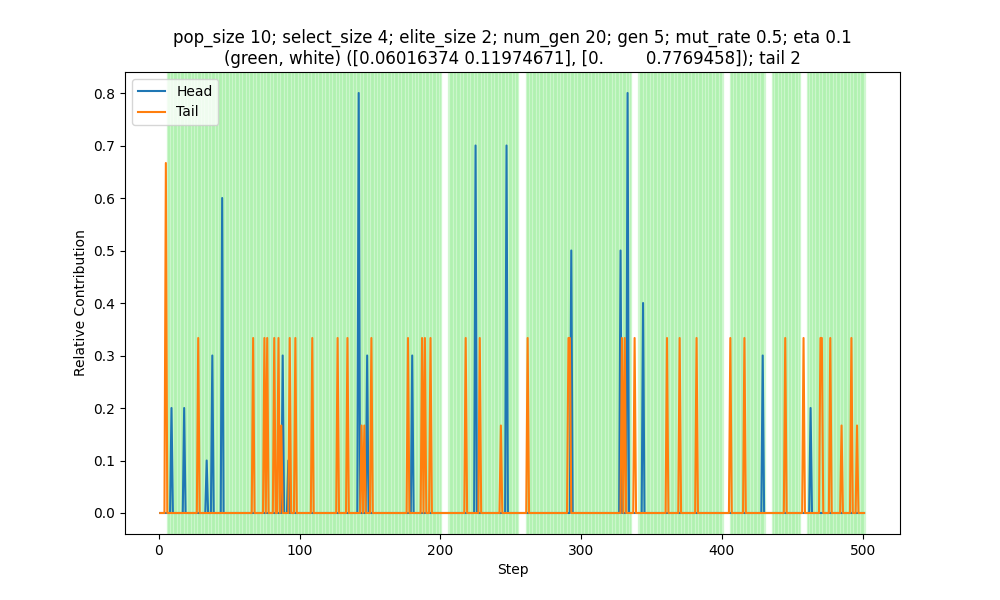 pop_size 10; select_size 4; elite_size 2; num_gen 20; gen 5; mut_rate 0.5; eta 0.1
(green, white) ([0.06016374 0.11974671], [0.         0.7769458]); tail 2
Head
Tail
0.8
0.7
0.6
0.5
0.4
0.3
0.2
0.1
0.0
Relative Contribution
0 100 200 300 400 500
Step